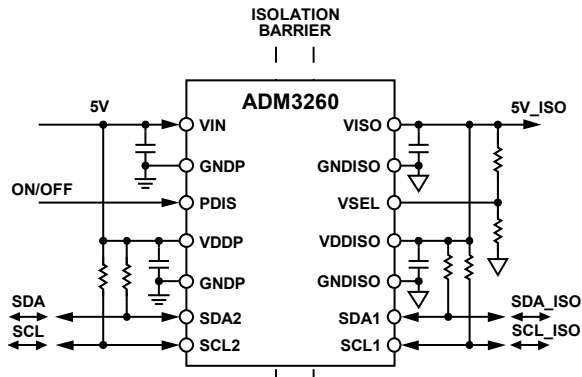 ISOLATION
BARRIER
ADM3260
5V
VIN
VISO
5V_ISO
GNDP
GNDISO
ON/OFF
PDIS
VSEL
VDDP
VDDISO
GNDP
GNDISO
SDA
SDA2
SDA1
SDA_ISO
SCL
SCL2
SCL1
SCL_ISO